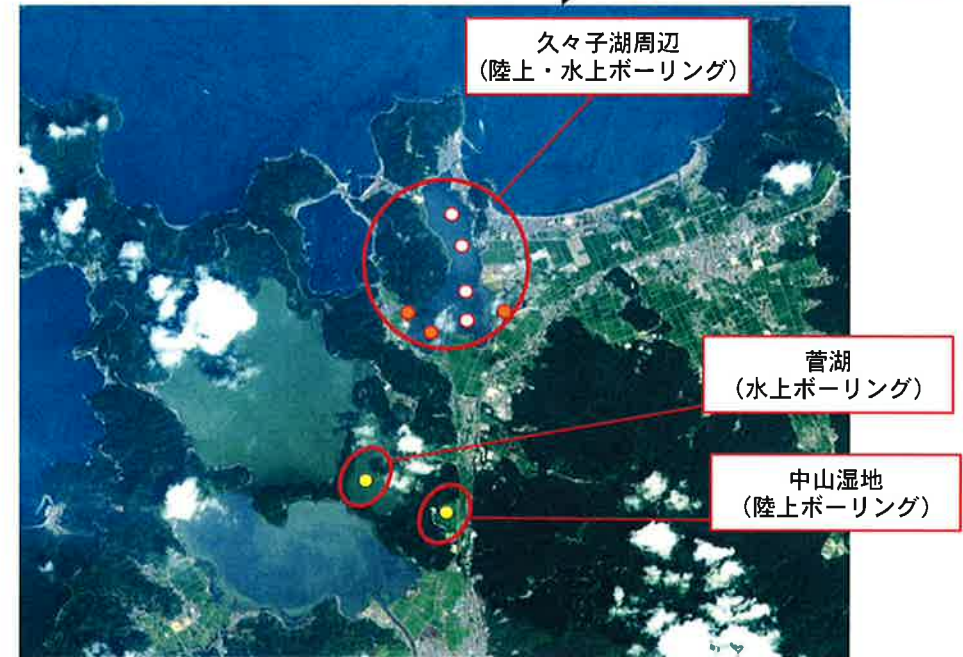 久々子湖周辺
（陸上・水上ボーリング）
菅湖
（水上ボーリング）
中山湿地
（陸上ボーリング）